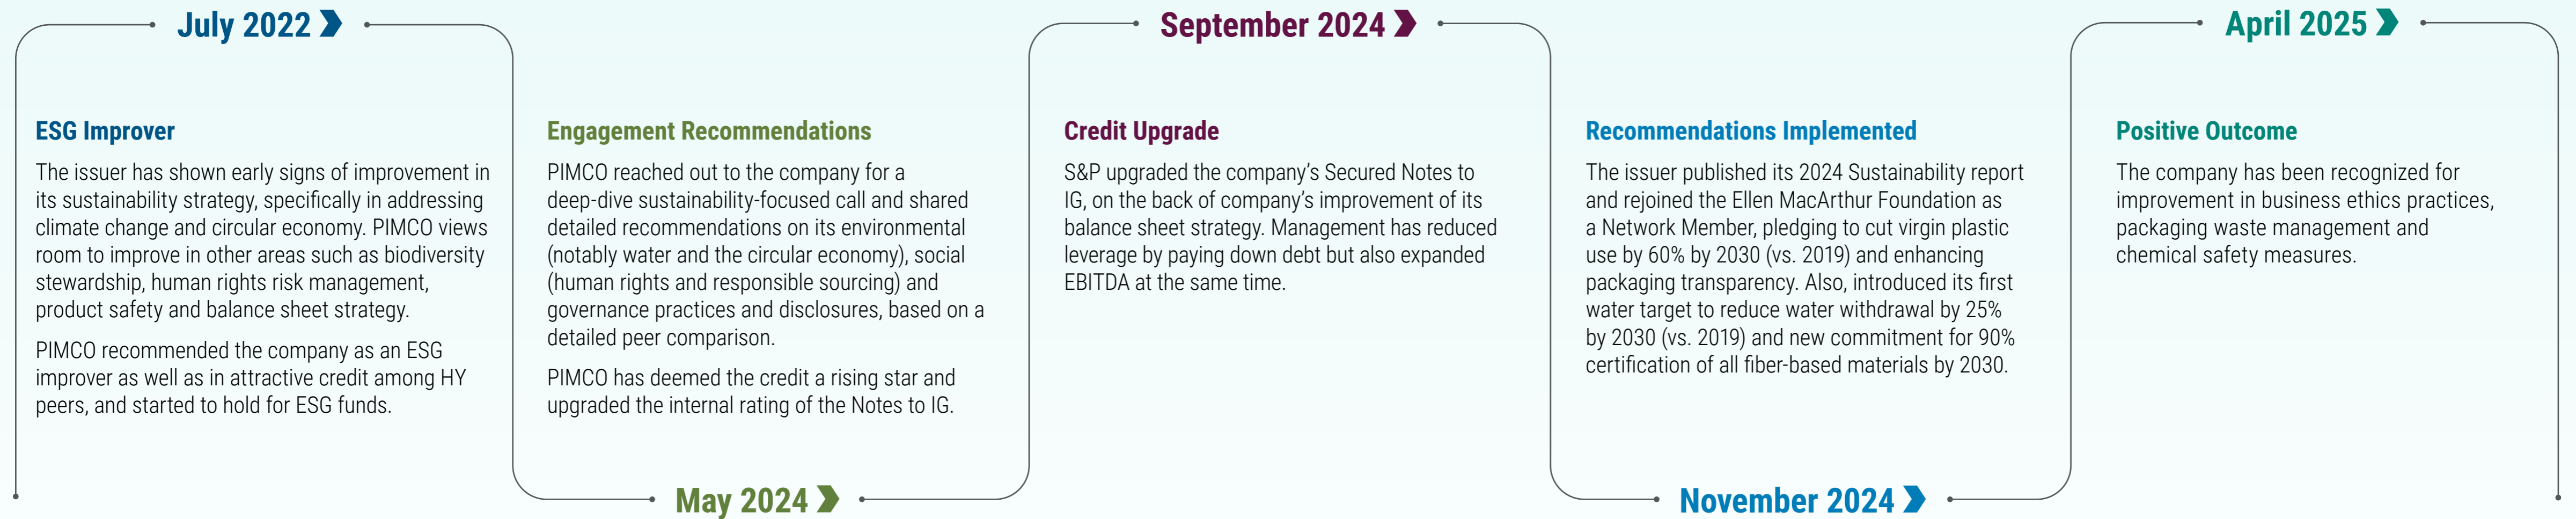 July 2022
ESG Improver
The issuer has shown early signs of improvement in
its sustainability strategy, specifically in addressing
climate change and circular economy. PIMCO views
room to improve in other areas such as biodiversity
stewardship, human rights risk management,
product safety and balance sheet strategy.
PIMCO recommended the company as an ESG
improver as well as in attractive credit among HY
peers, and started to hold for ESG funds.
May 2024
Engagement Recommendations
PIMCO reached out to the company for a
deep-dive sustainability-focused call and shared
detailed recommendations on its environmental
(notably water and the circular economy), social
(human rights and responsible sourcing) and
governance practices and disclosures, based on a
detailed peer comparison.
PIMCO has deemed the credit a rising star and
upgraded the internal rating of the Notes to IG.
September 2024
Credit Upgrade
S&P upgraded the company’s Secured Notes to
IG, on the back of company’s improvement of its
balance sheet strategy. Management has reduced
leverage by paying down debt but also expanded
EBITDA at the same time.
November 2024
Recommendations Implemented
The issuer published its 2024 Sustainability report
and rejoined the Ellen MacArthur Foundation as
a Network Member, pledging to cut virgin plastic
use by 60% by 2030 (vs. 2019) and enhancing
packaging transparency. Also, introduced its first
water target to reduce water withdrawal by 25%
by 2030 (vs. 2019) and new commitment for 90%
certification of all fiber-based materials by 2030.
April 2025
Positive Outcome
The company has been recognized for
improvement in business ethics practices,
packaging waste management and
chemical safety measures.